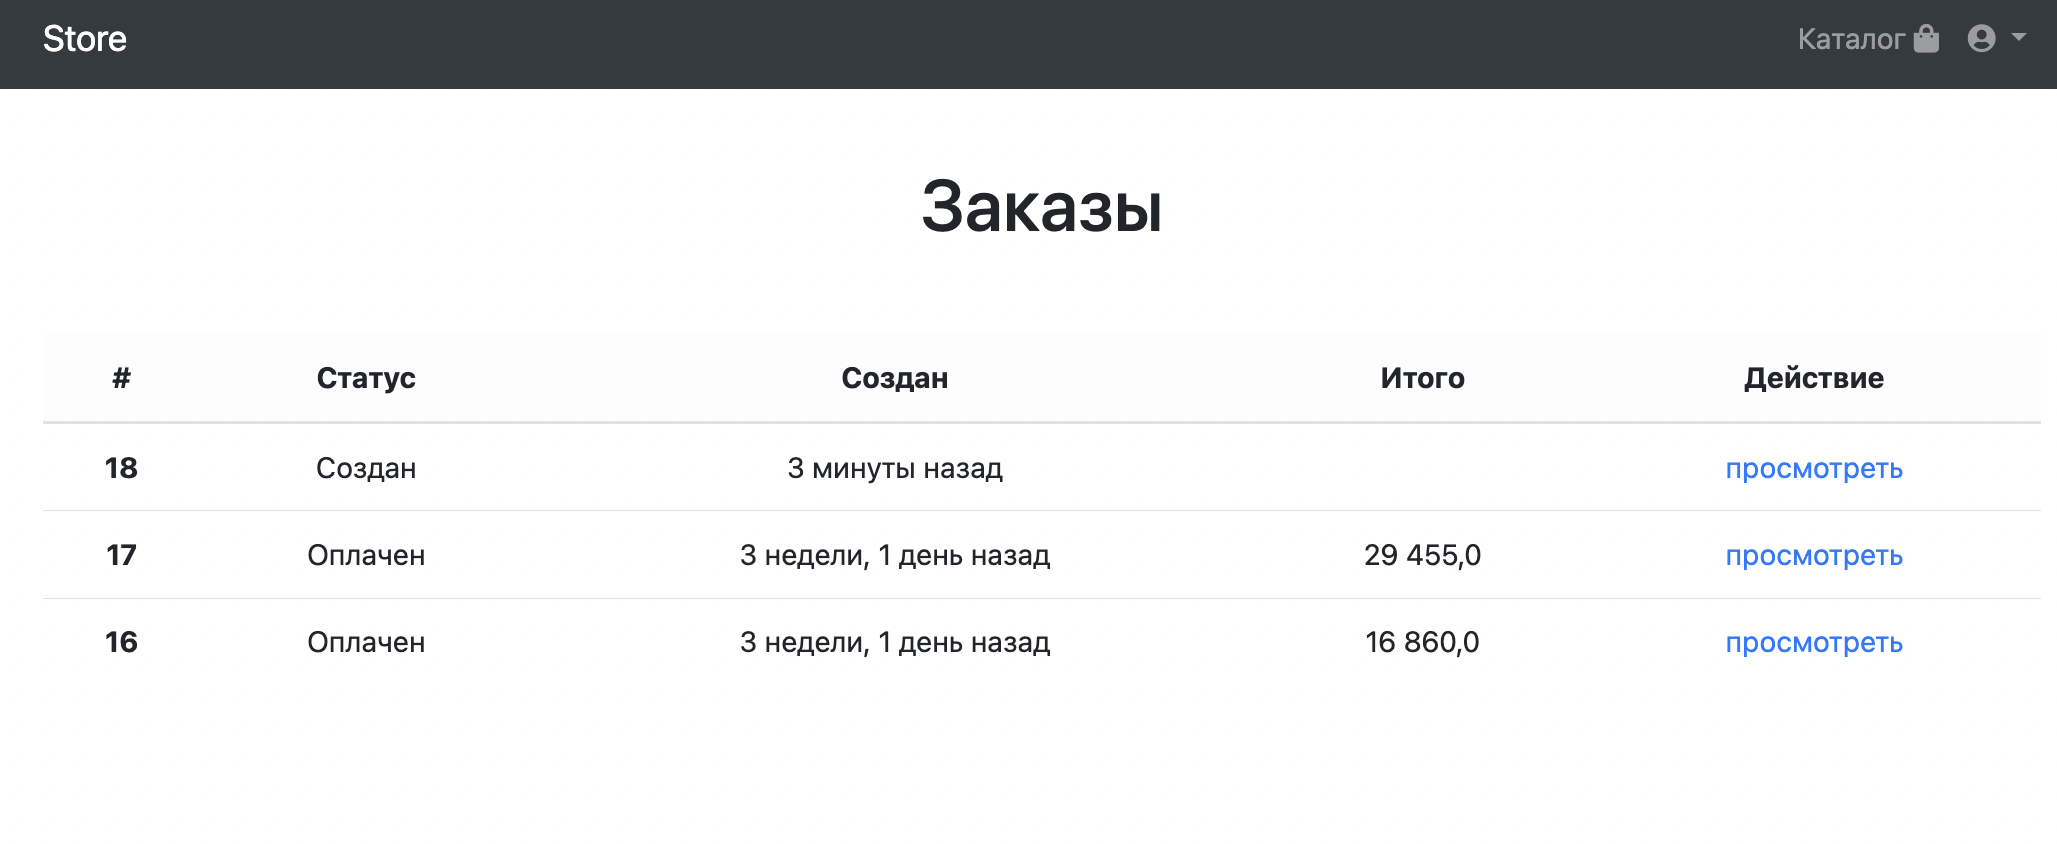 Store
Каталог
Заказы
# Статус Создан Итого Действие
18 Создан 3 минуты назад просмотреть
17 Оплачен 3 недели, 1 день назад 29 455,0 просмотреть
16 Оплачен 3 недели, 1 день назад 16 860,0 просмотреть